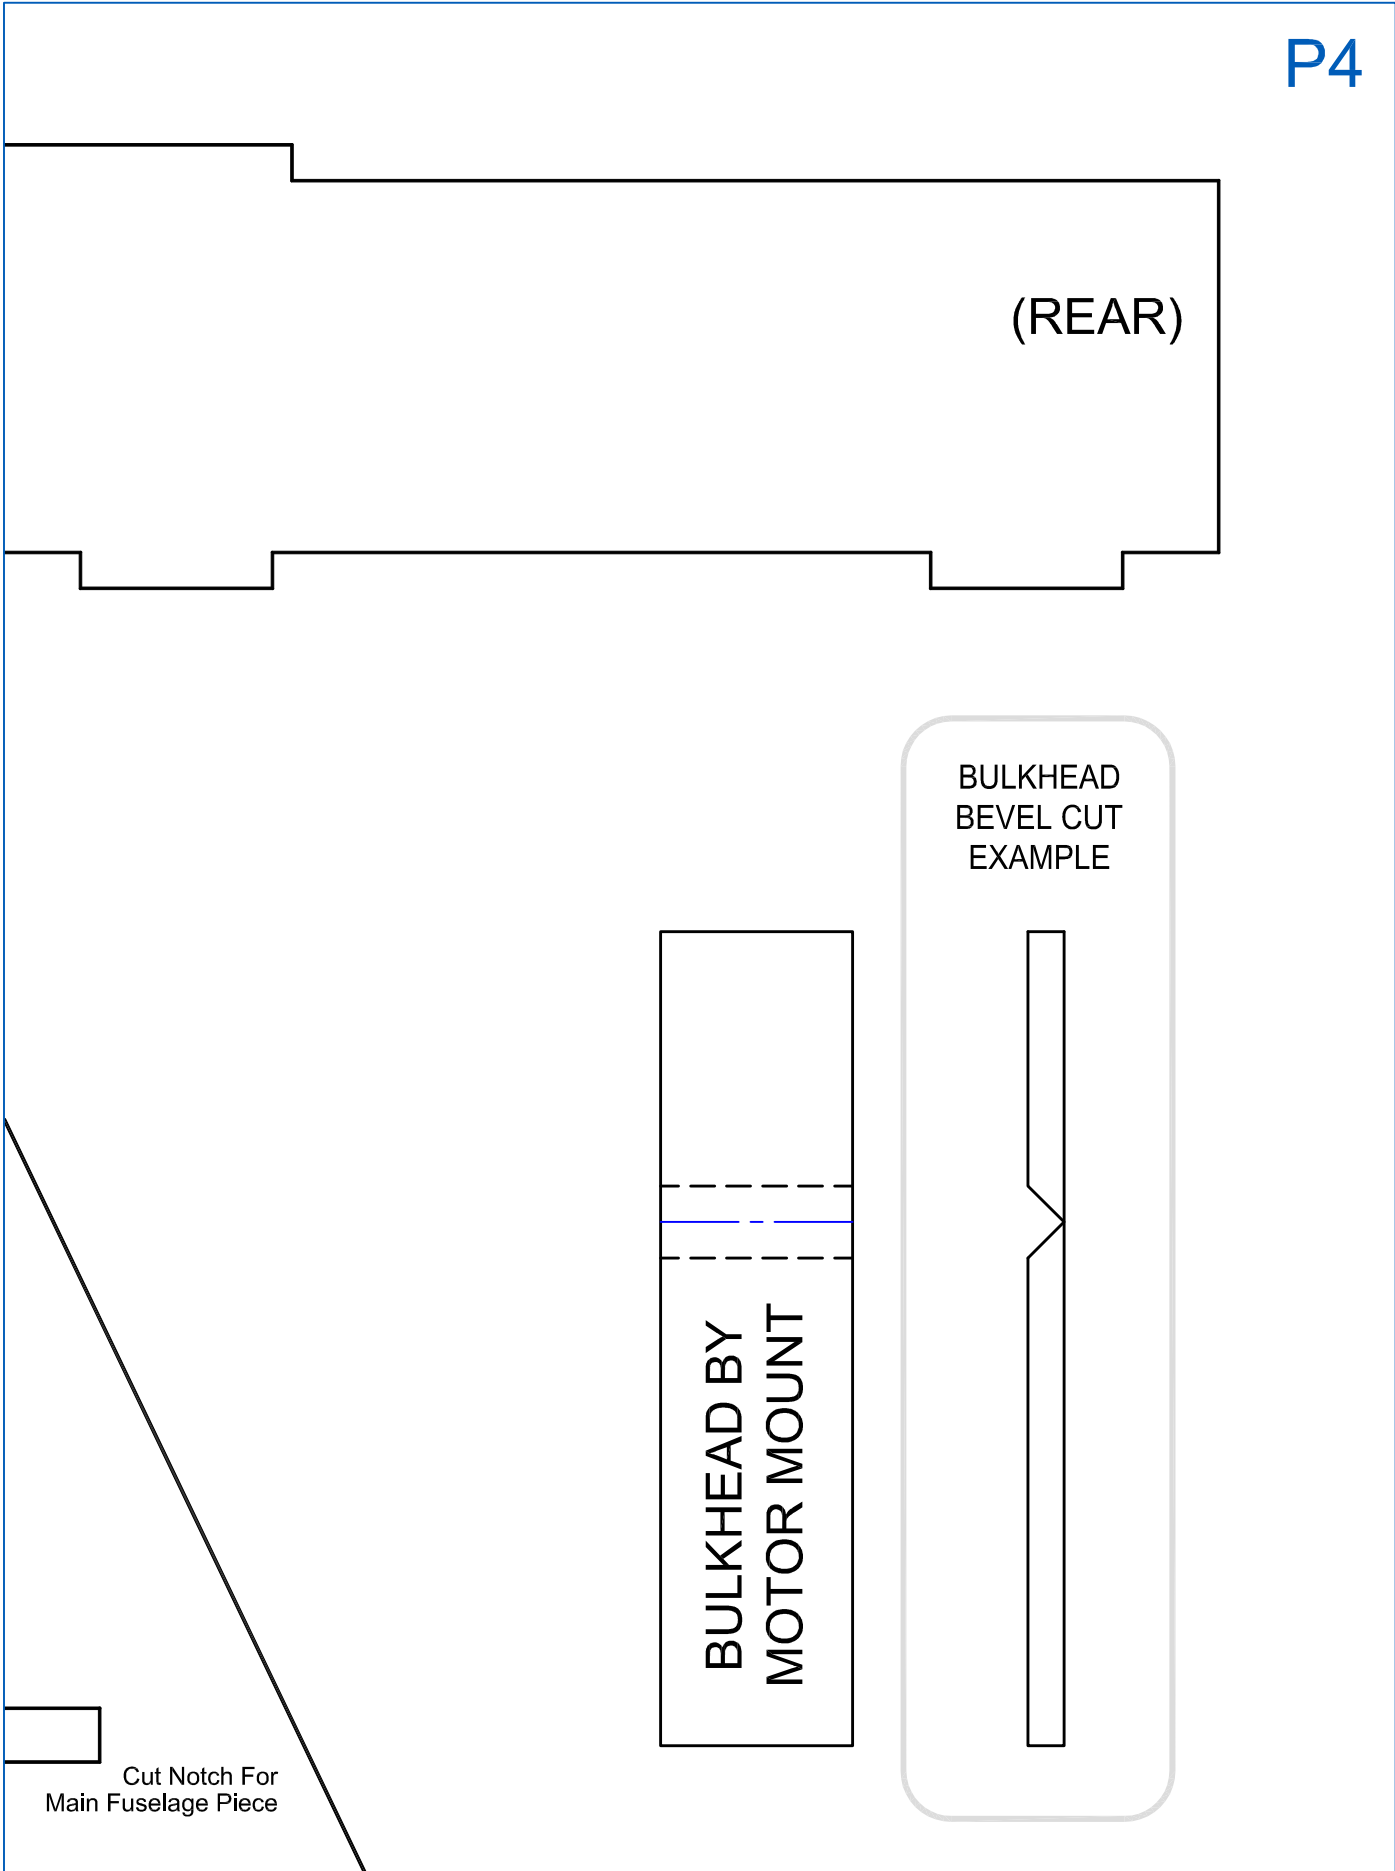 P4
(REAR)
BULKHEAD
BEVEL CUT
EXAMPLE
BULKHEAD BY
MOTOR MOUNT
Cut Notch For
Main Fuselage Piece